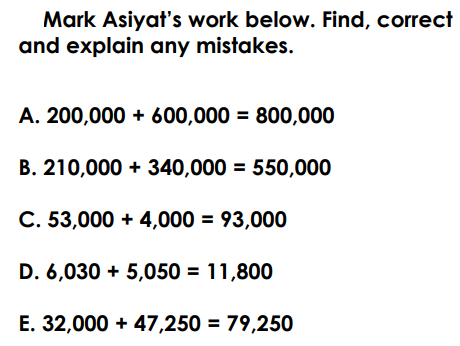 Mark Asiyat's work below. Find, correct
and explain any mistakes.
A. 200,000 + 600,000 = 800,000
B. 210,000 + 340,000 = 550,000
C. 53,000 + 4,000 = 93,000
D. 6,030 + 5,050 = 11,800
E. 32,000 + 47,250 = 79,250